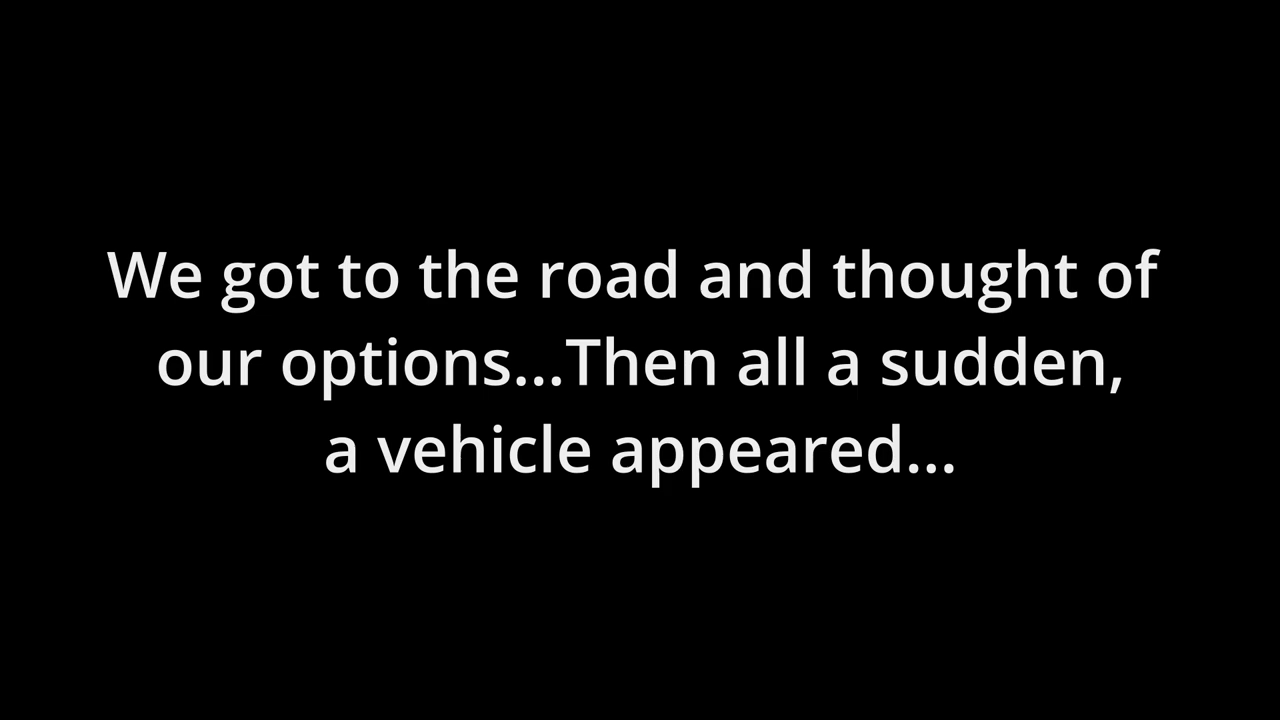 We got to the road and thought of
our options...Then all a sudden,
a vehicle appeared...